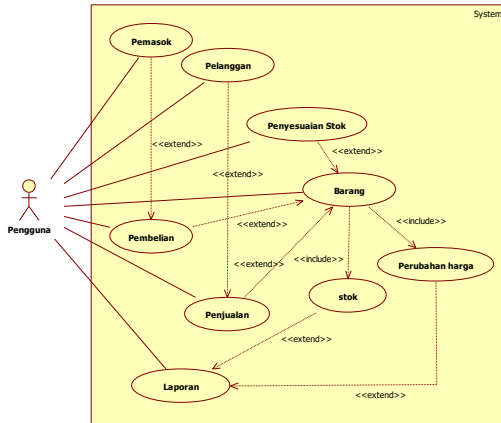 System
Pemasok
Pelanggan
Penyesuaian Stok
<<extend>>
<<extend>>
<<extend>>
Barang
Pengguna
Pembelian
<<extend>>
<<include>>
<<include>>
<<extend>>
Perubahan harga
Penjualan
stok
<<extend>>
Laporan
<<extend>>